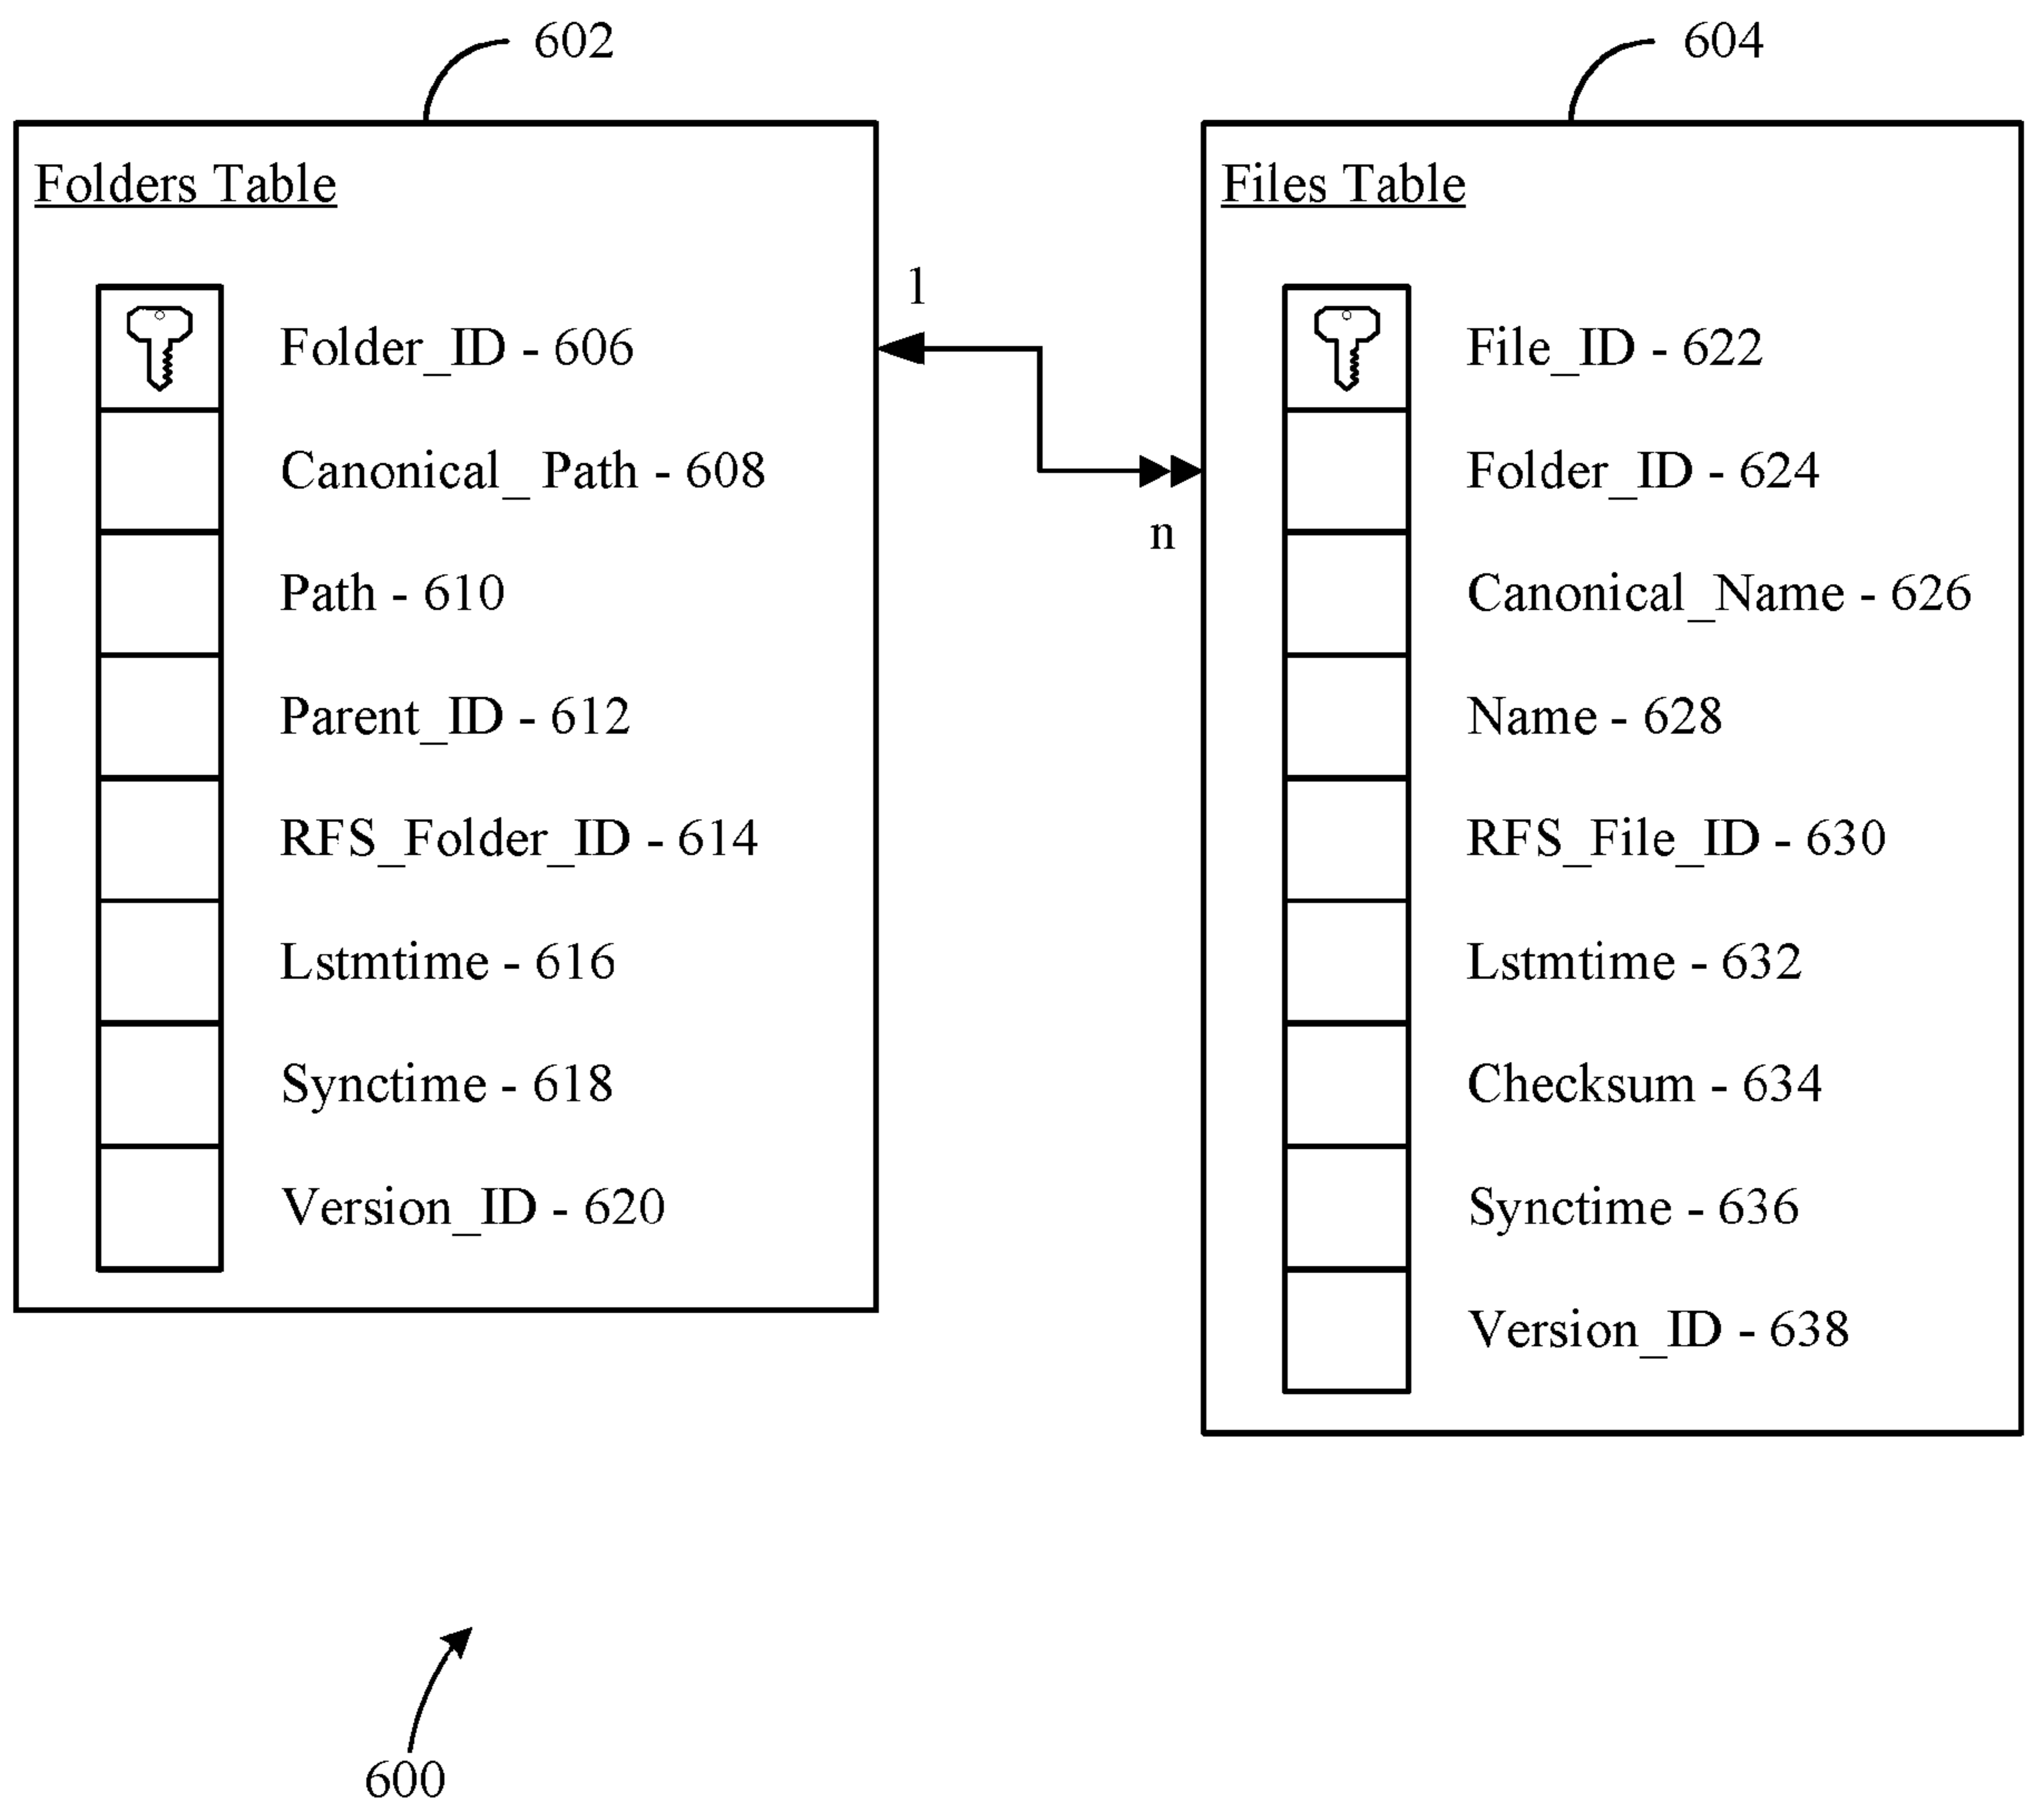 602
604
Folders Table
Folder_ID - 606
Canonical_ Path - 608
Path - 610
Parent_ID - 612
RFS_Folder_ID - 614
Lstmtime - 616
Synctime - 618
Version_ID - 620
1
n
Files Table
File_ID - 622
Folder_ID - 624
Canonical_Name - 626
Name - 628
RFS_File_ID - 630
Lstmtime - 632
Checksum - 634
Synctime - 636
Version_ID - 638
600